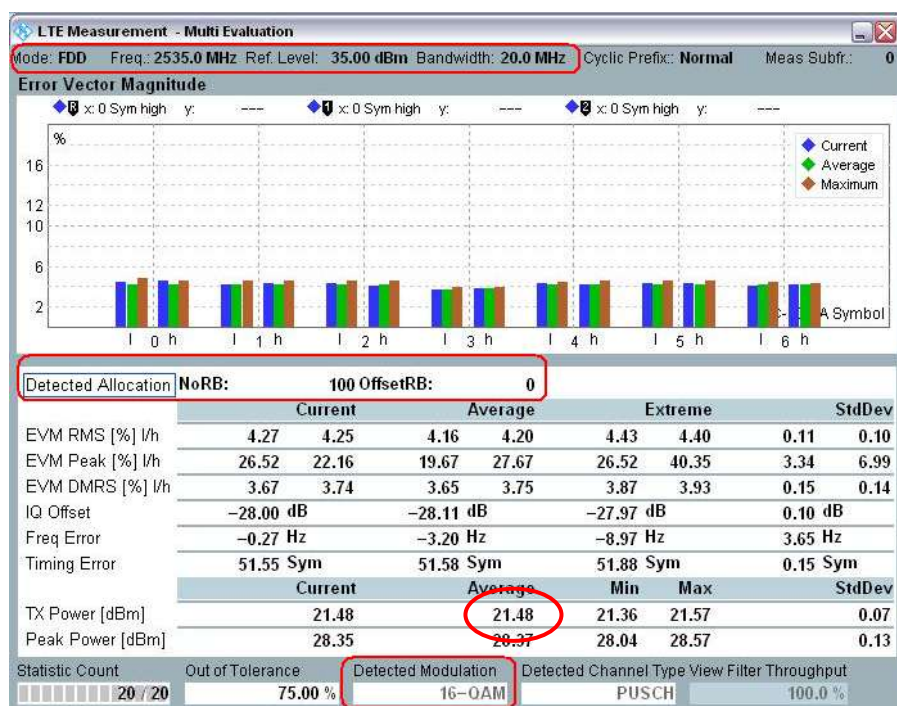 LTE Measurement - Multi Evaluation
Mode: FDD Freq.: 2535.0 MHz Ref. Level: 35.00 dBm Bandwidth: 20.0 MHz Cyclic Prefix:: Normal Meas Subfr.: 0
Error Vector Magnitude
R x: 0 Sym high y: --- 1 x: 0 Sym high y: --- 2 x: 0 Sym high y: ---
%
Current
Average
Maximum
16
12
10
6
2
A Symbol
l 0 h l 1 h l 2 h l 3 h l 4 h l 5 h l 6 h
Detected Allocation NoRB: 100 OffsetRB: 0
Current Average Extreme StdDev
EVM RMS [%] l/h 4.27 4.25 4.16 4.20 4.43 4.40 0.11 0.10
EVM Peak [%] l/h 26.52 22.16 19.67 27.67 26.52 40.35 3.34 6.99
EVM DMRS [%] l/h 3.67 3.74 3.65 3.75 3.87 3.93 0.15 0.14
IQ Offset −28.00 dB −28.11 dB −27.97 dB 0.10 dB
Freq Error −0.27 Hz −3.20 Hz −8.97 Hz 3.65 Hz
Timing Error 51.55 Sym 51.58 Sym 51.88 Sym 0.15 Sym
Current Average Min Max StdDev
TX Power [dBm] 21.48 21.48 21.36 21.57 0.07
Peak Power [dBm] 28.35 28.37 28.04 28.57 0.13
Statistic Count Out of Tolerance Detected Modulation Detected Channel Type View Filter Throughput
20 / 20 75.00 % 16−QAM PUSCH 100.0 %